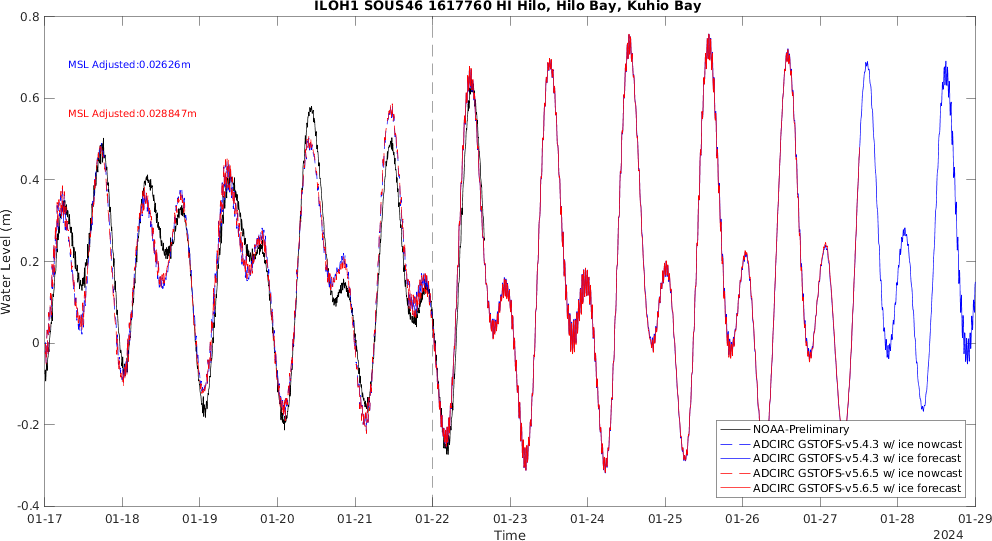 ILOH1 SOUS46 1617760 HI Hilo, Hilo Bay, Kuhio Bay
0.8
0.6
0.4
0.2
0
-0.2
-0.4
Water Level (m)
MSL Adjusted:0.02626m
MSL Adjusted:0.028847m
NOAA-Preliminary
ADCIRC GSTOFS-v5.4.3 w/ ice nowcast
ADCIRC GSTOFS-v5.4.3 w/ ice forecast
ADCIRC GSTOFS-v5.6.5 w/ ice nowcast
ADCIRC GSTOFS-v5.6.5 w/ ice forecast
01-17 01-18 01-19 01-20 01-21 01-22 01-23 01-24 01-25 01-26 01-27 01-28 01-29
Time
2024